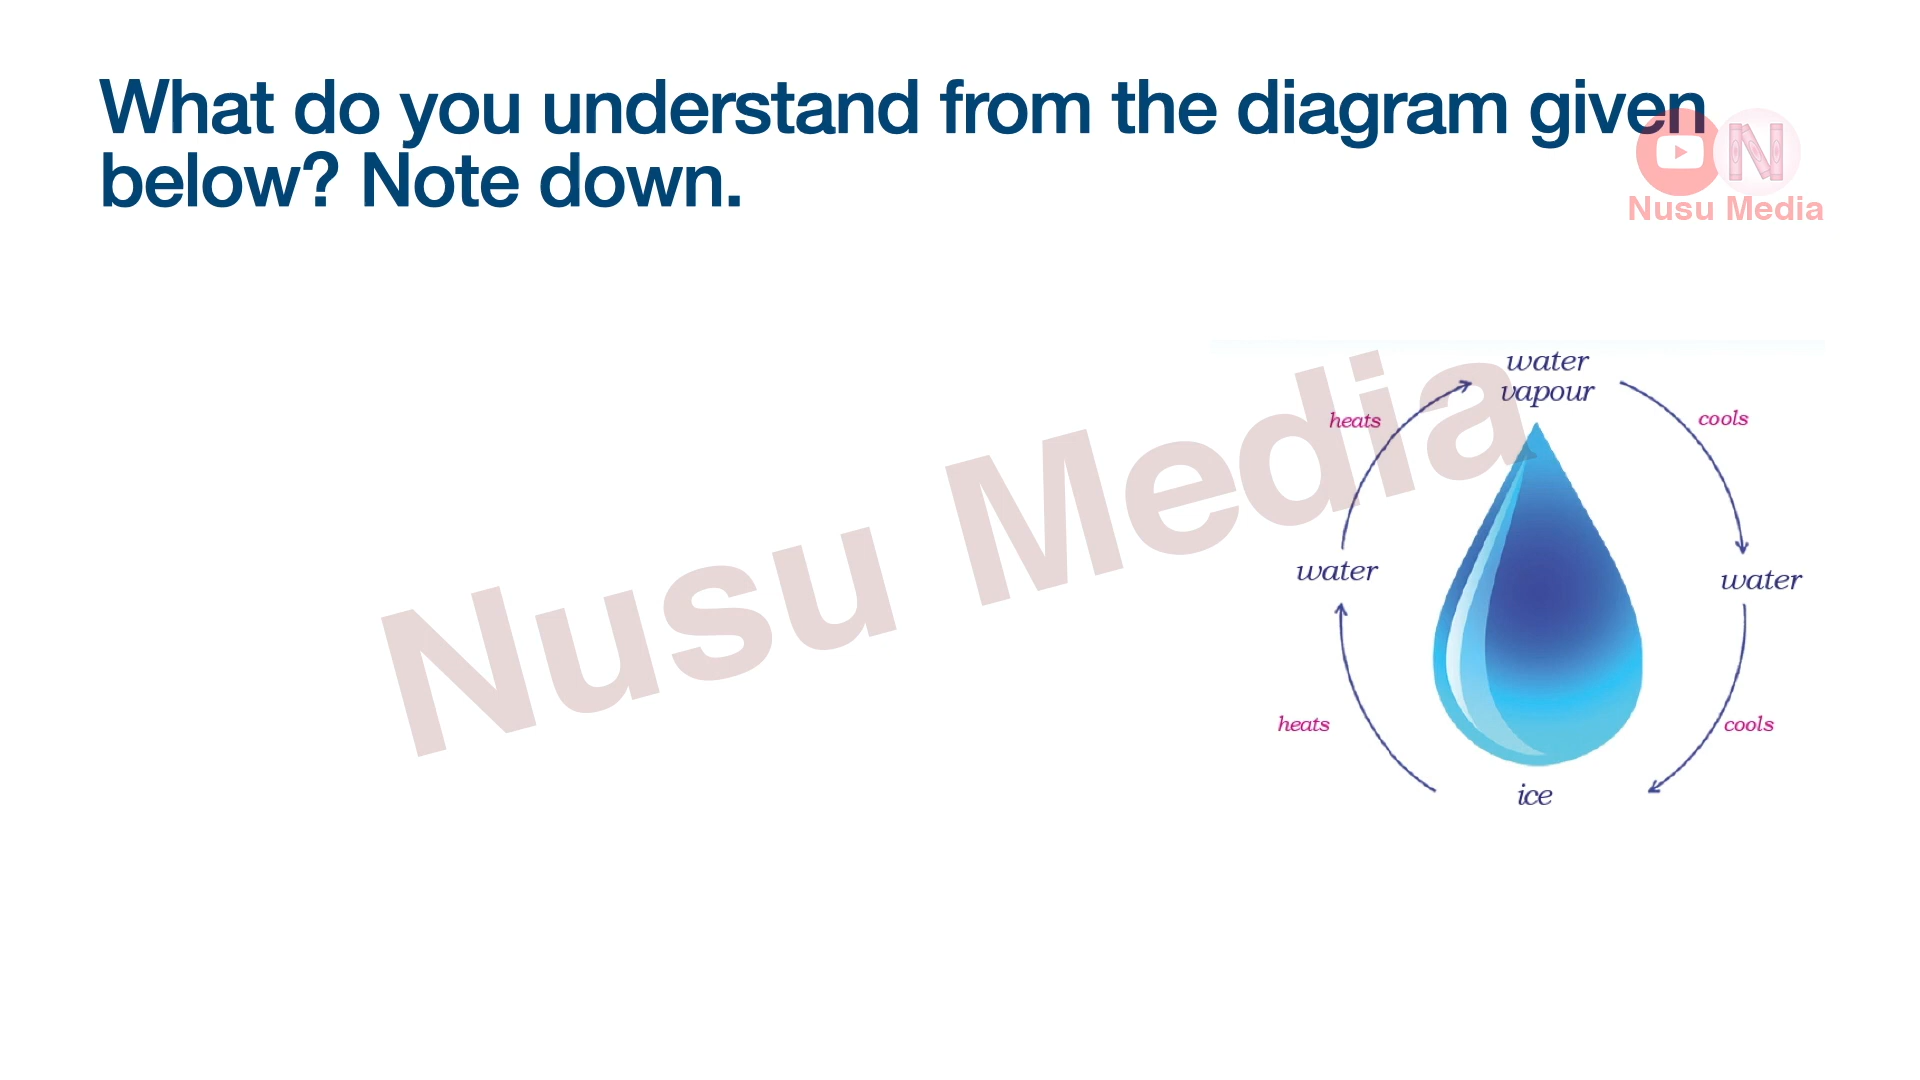 What do you understand from the diagram given
below? Note down.
N
Nusu Media
Nusu Media
water
vapour
heats
cools
water
water
heats
cools
ice